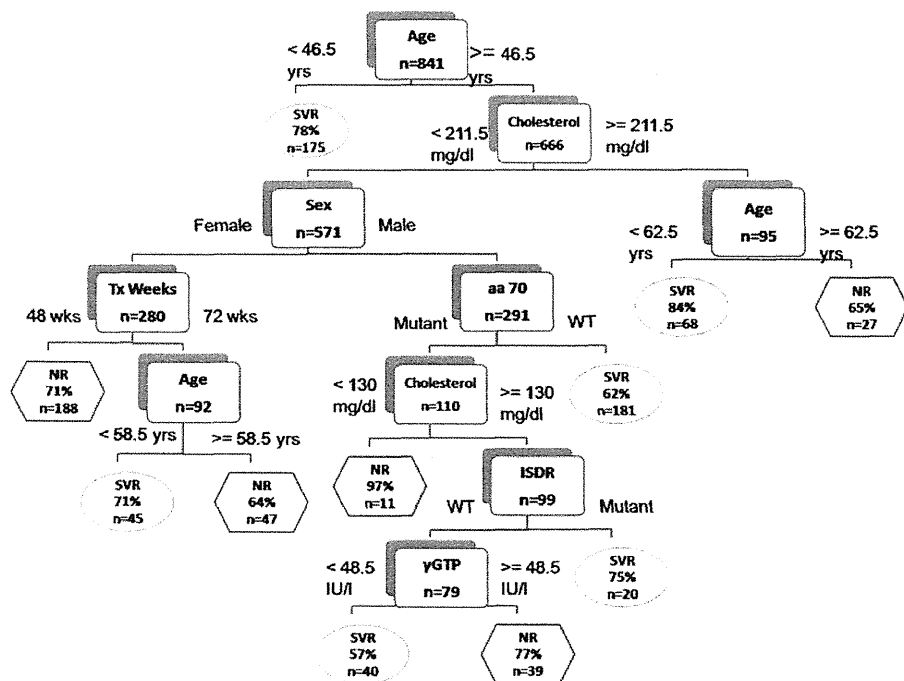 Age
n=841
< 46.5
yrs
>= 46.5
yrs
SVR
78%
n=175
Cholesterol
n=666
< 211.5
mg/dl
>= 211.5
mg/dl
Sex
n=571
Female
Male
Age
n=95
< 62.5
yrs
>= 62.5
yrs
SVR
84%
n=68
NR
65%
n=27
Tx Weeks
n=280
48 wks
72 wks
aa 70
n=291
Mutant
WT
NR
71%
n=188
Age
n=92
< 58.5 yrs
>= 58.5 yrs
SVR
71%
n=45
NR
64%
n=47
Cholesterol
n=110
< 130
mg/dl
>= 130
mg/dl
SVR
62%
n=181
NR
97%
n=11
ISDR
n=99
WT
Mutant
γGTP
n=79
< 48.5
IU/l
>= 48.5
IU/l
SVR
75%
n=20
SVR
57%
n=40
NR
77%
n=39